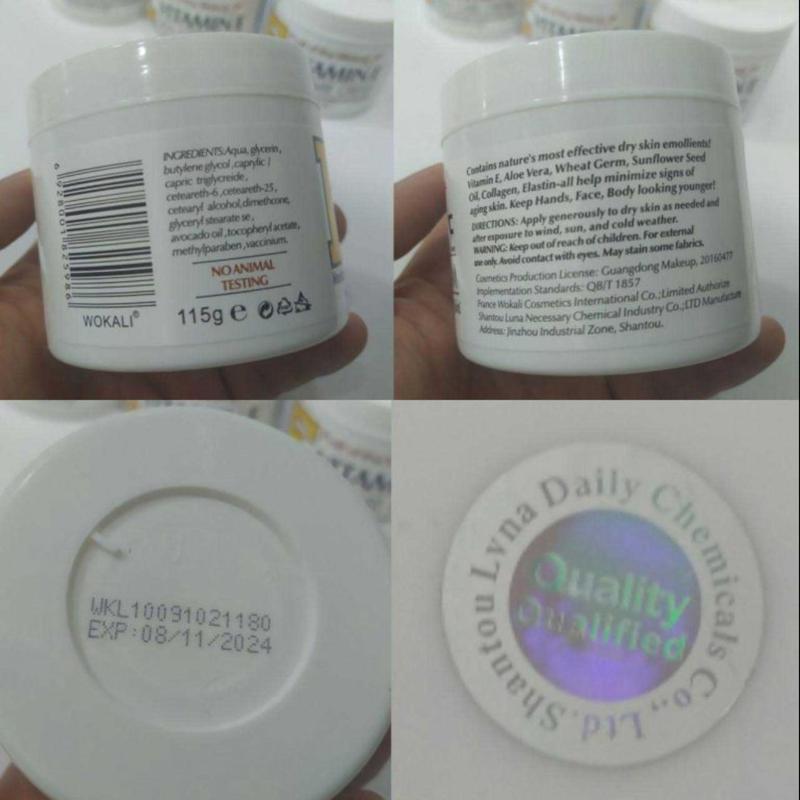 VITAMIN E
INGREDIENTS:Aqua, glycerin,
butylene glycol ,caprylic /
capric triglycreide,
ceteareth-6 ,ceteareth-25,
cetearyl alcohol,dimethcone,
glyceryl stearate se ,
avocado oil ,tocopheryl acetate,
methylparaben ,vaccinium.
NO ANIMAL
TESTING
115g e
6 928001 825986
WOKALI®
Contains nature's most effective dry skin emollients!
Vitamin E, Aloe Vera, Wheat Germ, Sunflower Seed
Oil, Collagen, Elastin-all help minimize signs of
aging skin. Keep Hands, Face, Body looking younger!
DIRECTIONS: Apply generously to dry skin as needed and
after exposure to wind, sun, and cold weather.
WARNING: Keep out of reach of children. For external
use only. Avoid contact with eyes. May stain some fabrics.
Cosmetics Production License: Guangdong Makeup, 20160477
Implementation Standards: QB/T 1857
France Wokali Cosmetics International Co.;Limited Authorize
Shantou Luna Necessary Chemical Industry Co.;LTD Manufacture
Address: Jinzhou Industrial Zone, Shantou.
WKL10091021180
EXP:08/11/2024
Shantou Lvna Daily Chemicals Co., Ltd.
Quality
Qualified